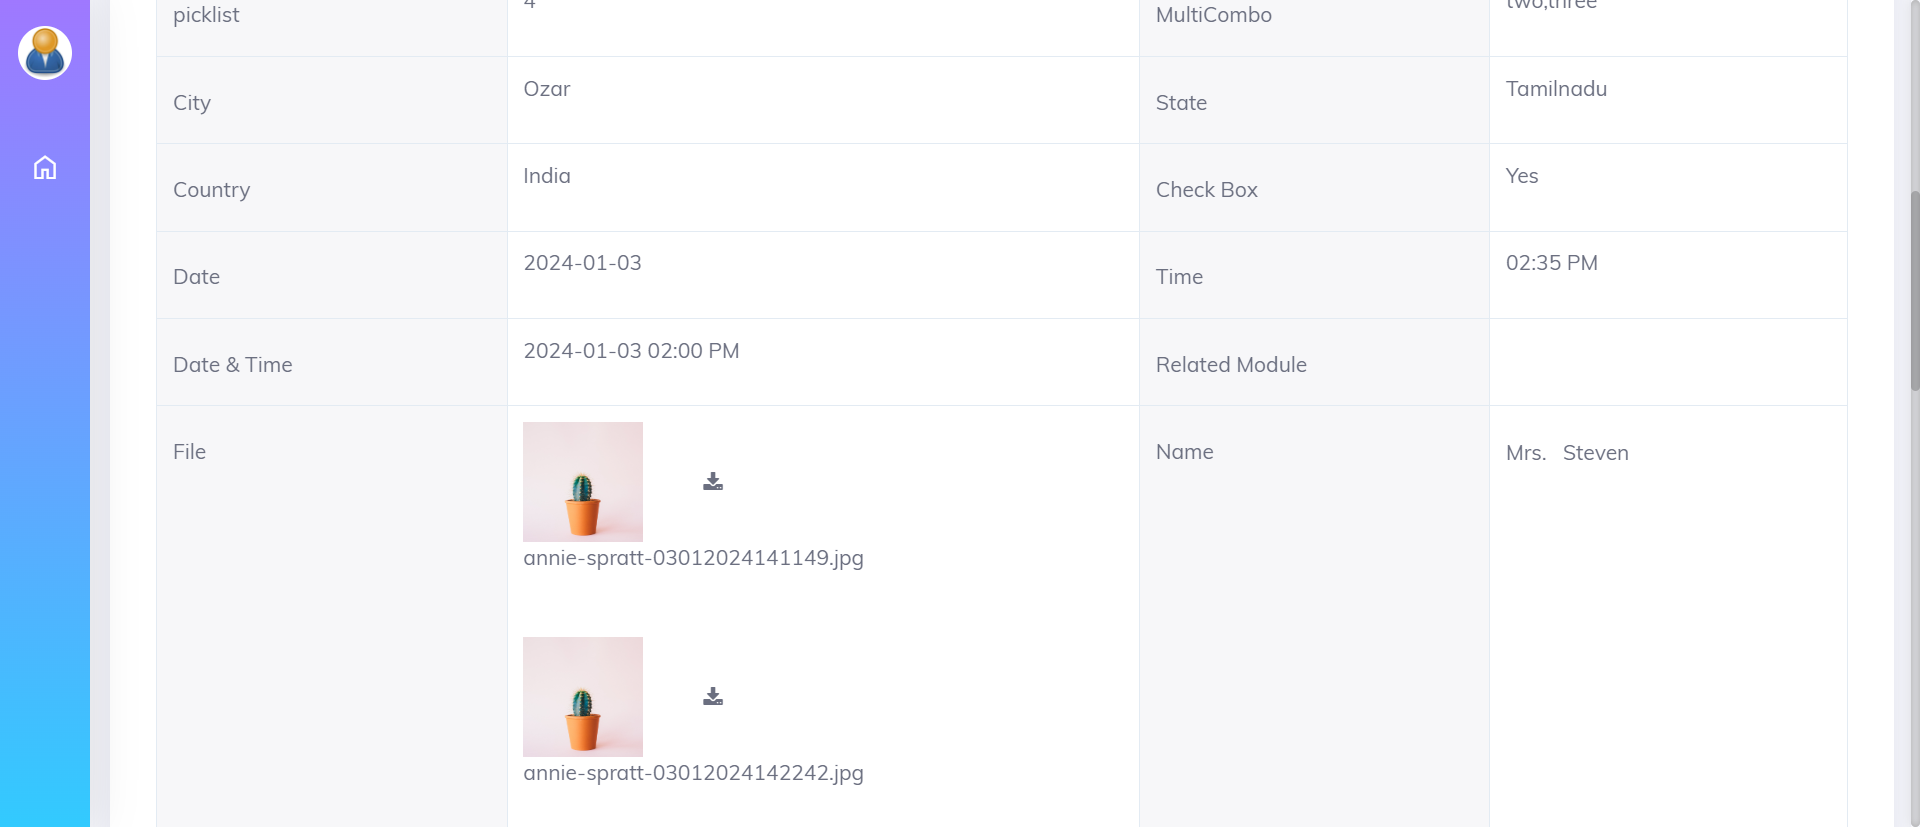 picklist
4
MultiCombo
two,three
City
Ozar
State
Tamilnadu
Country
India
Check Box
Yes
Date
2024-01-03
Time
02:35 PM
Date & Time
2024-01-03 02:00 PM
Related Module
File
annie-spratt-03012024141149.jpg
annie-spratt-03012024142242.jpg
Name
Mrs. Steven